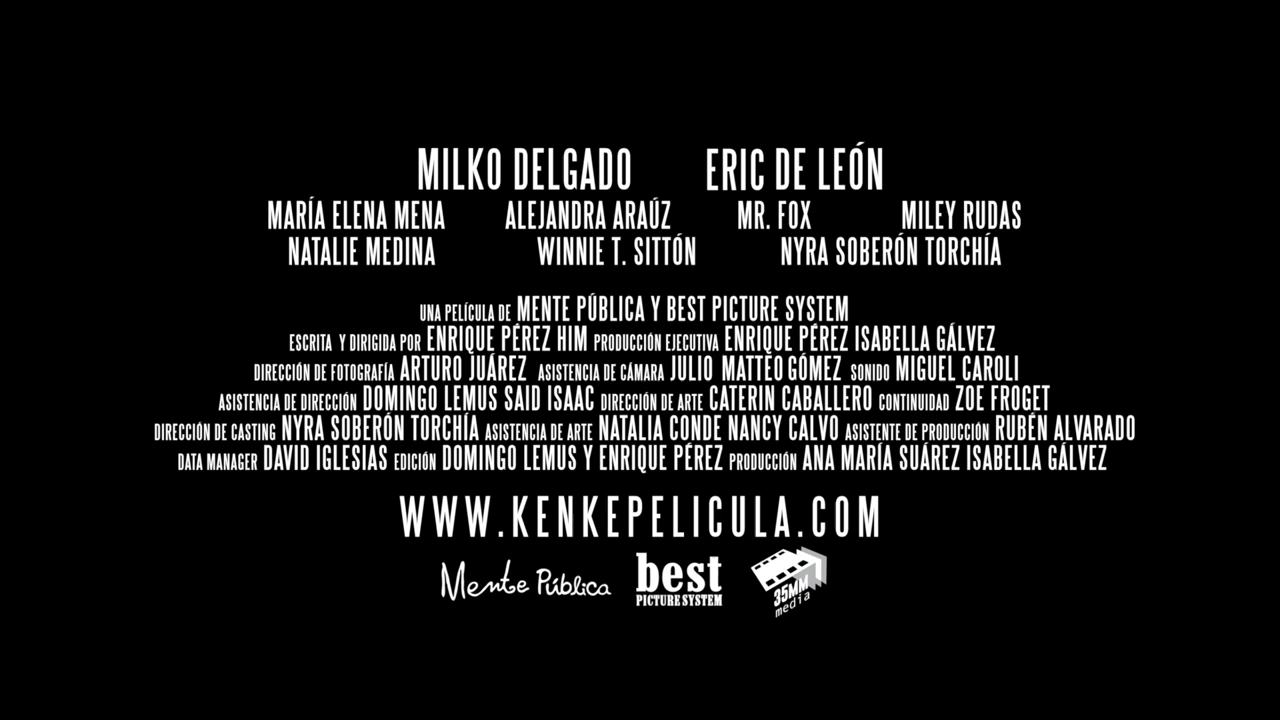 MILKO DELGADO ERIC DE LEÓN
MARÍA ELENA MENA ALEJANDRA ARAÚZ MR. FOX MILEY RUDAS
NATALIE MEDINA WINNIE T. SITTÓN NYRA SOBERÓN TORCHÍA
UNA PELÍCULA DE MENTE PÚBLICA Y BEST PICTURE SYSTEM
ESCRITA Y DIRIGIDA POR ENRIQUE PÉREZ HIM PRODUCCIÓN EJECUTIVA ENRIQUE PÉREZ ISABELLA GÁLVEZ
DIRECCIÓN DE FOTOGRAFÍA ARTURO JUÁREZ ASISTENCIA DE CÁMARA JULIO MATTEO GÓMEZ SONIDO MIGUEL CAROLI
ASISTENCIA DE DIRECCIÓN DOMINGO LEMUS SAID ISAAC DIRECCIÓN DE ARTE CATERIN CABALLERO CONTINUIDAD ZOE FROGET
DIRECCIÓN DE CASTING NYRA SOBERÓN TORCHÍA ASISTENCIA DE ARTE NATALIA CONDE NANCY CALVO ASISTENTE DE PRODUCCIÓN RUBÉN ALVARADO
DATA MANAGER DAVID IGLESIAS EDICIÓN DOMINGO LEMUS Y ENRIQUE PÉREZ PRODUCCIÓN ANA MARÍA SUÁREZ ISABELLA GÁLVEZ
WWW.KENKEPELICULA.COM
Mente Pública
best
PICTURE SYSTEM
35MM
media